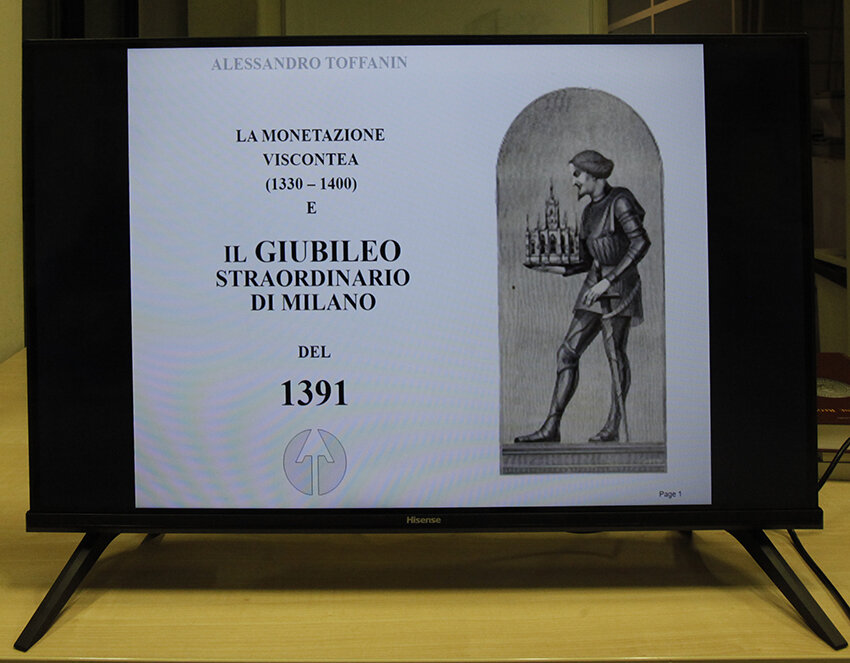 ALESSANDRO TOFFANIN
LA MONETAZIONE
VISCONTEA
(1330 – 1400)
E
IL GIUBILEO
STRAORDINARIO
DI MILANO
DEL
1391
Page 1
Hisense